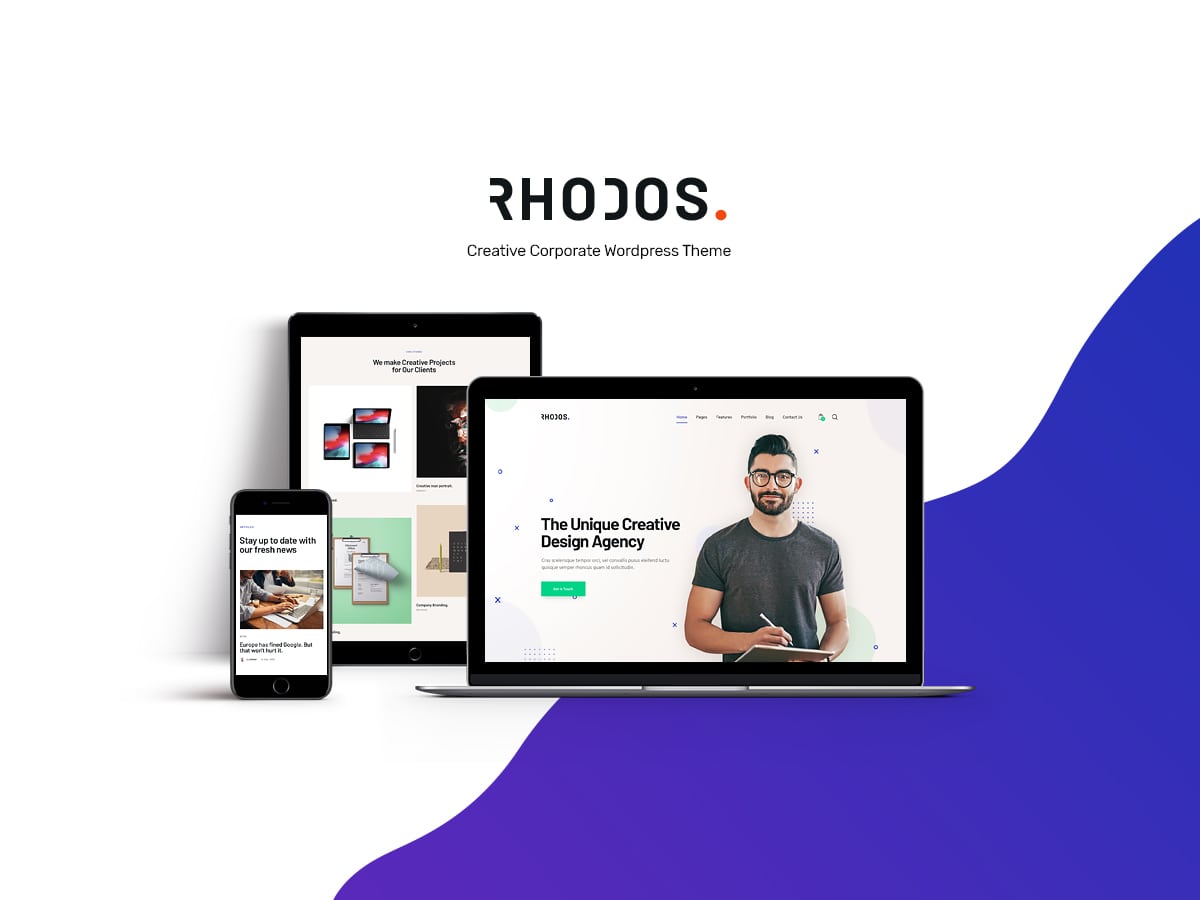 RHODOS.
Creative Corporate Wordpress Theme
We make Creative Projects
for Our Clients
Creative man portrait.
Company Branding.
RHODOS.
Home Pages Features Portfolio Blog Contact Us
The Unique Creative
Design Agency
Cras scelerisque tempor orci, vel convallis purus eleifend luctu
quisque semper rhoncus quam id sollicitudin.
Get in Touch
ARTICLES
Stay up to date with
our fresh news
Europe has fined Google. But
that won't hurt it.